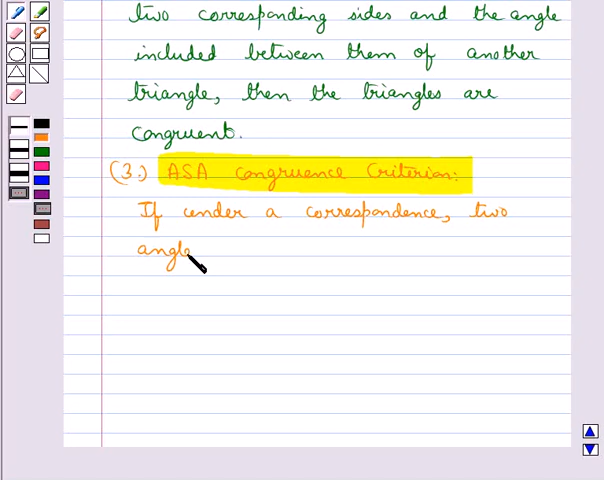 two corresponding sides and the angle
included between them of another
triangle, then the triangles are
congruent.
(3.) ASA Congruence Criterion:
If under a correspondence, two
angle